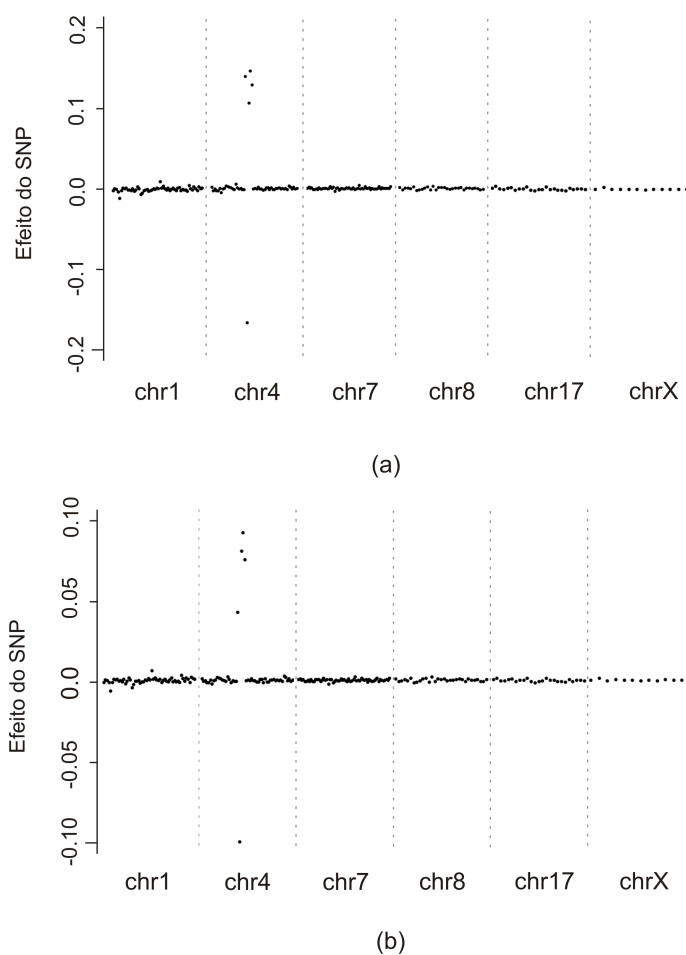 0.2
0.1
0.0
-0.1
-0.2
Efeito do SNP
chr1 chr4 chr7 chr8 chr17 chrX
(a)
0.10
0.05
0.0
-0.05
-0.10
Efeito do SNP
chr1 chr4 chr7 chr8 chr17 chrX
(b)